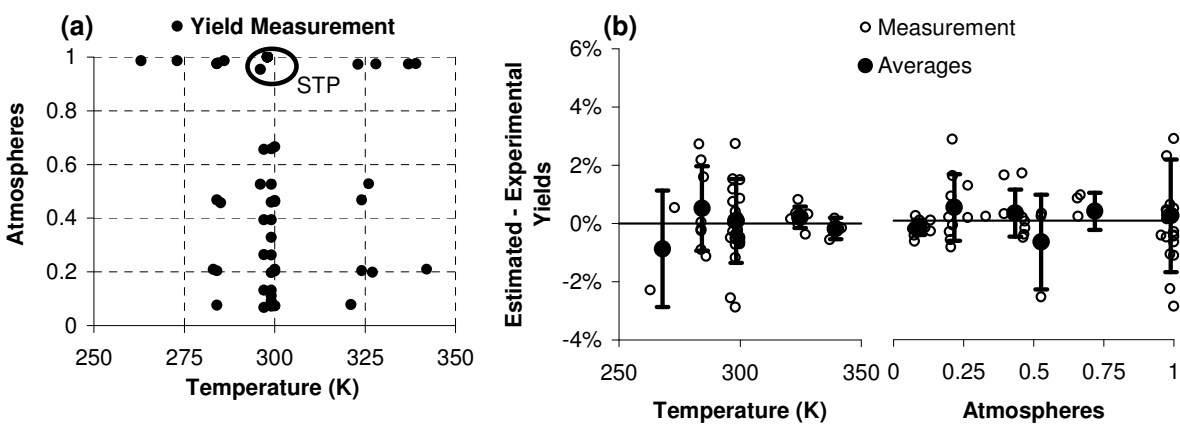 (a)
Yield Measurement
Atmospheres
1
0.8
0.6
0.4
0.2
0
STP
250
275
300
325
350
Temperature (K)
(b)
Measurement
Averages
Estimated - Experimental
Yields
6%
4%
2%
0%
-2%
-4%
250
300
350
Temperature (K)
0
0.25
0.5
0.75
1
Atmospheres